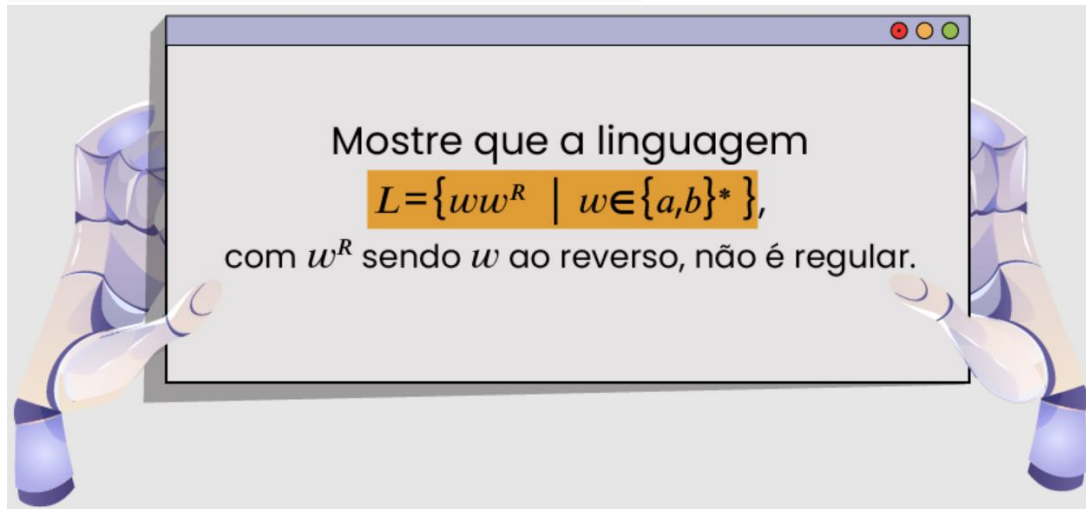 Mostre que a linguagem
L={ww^R | w∈{a,b}*},
com w^R sendo w ao reverso, não é regular.